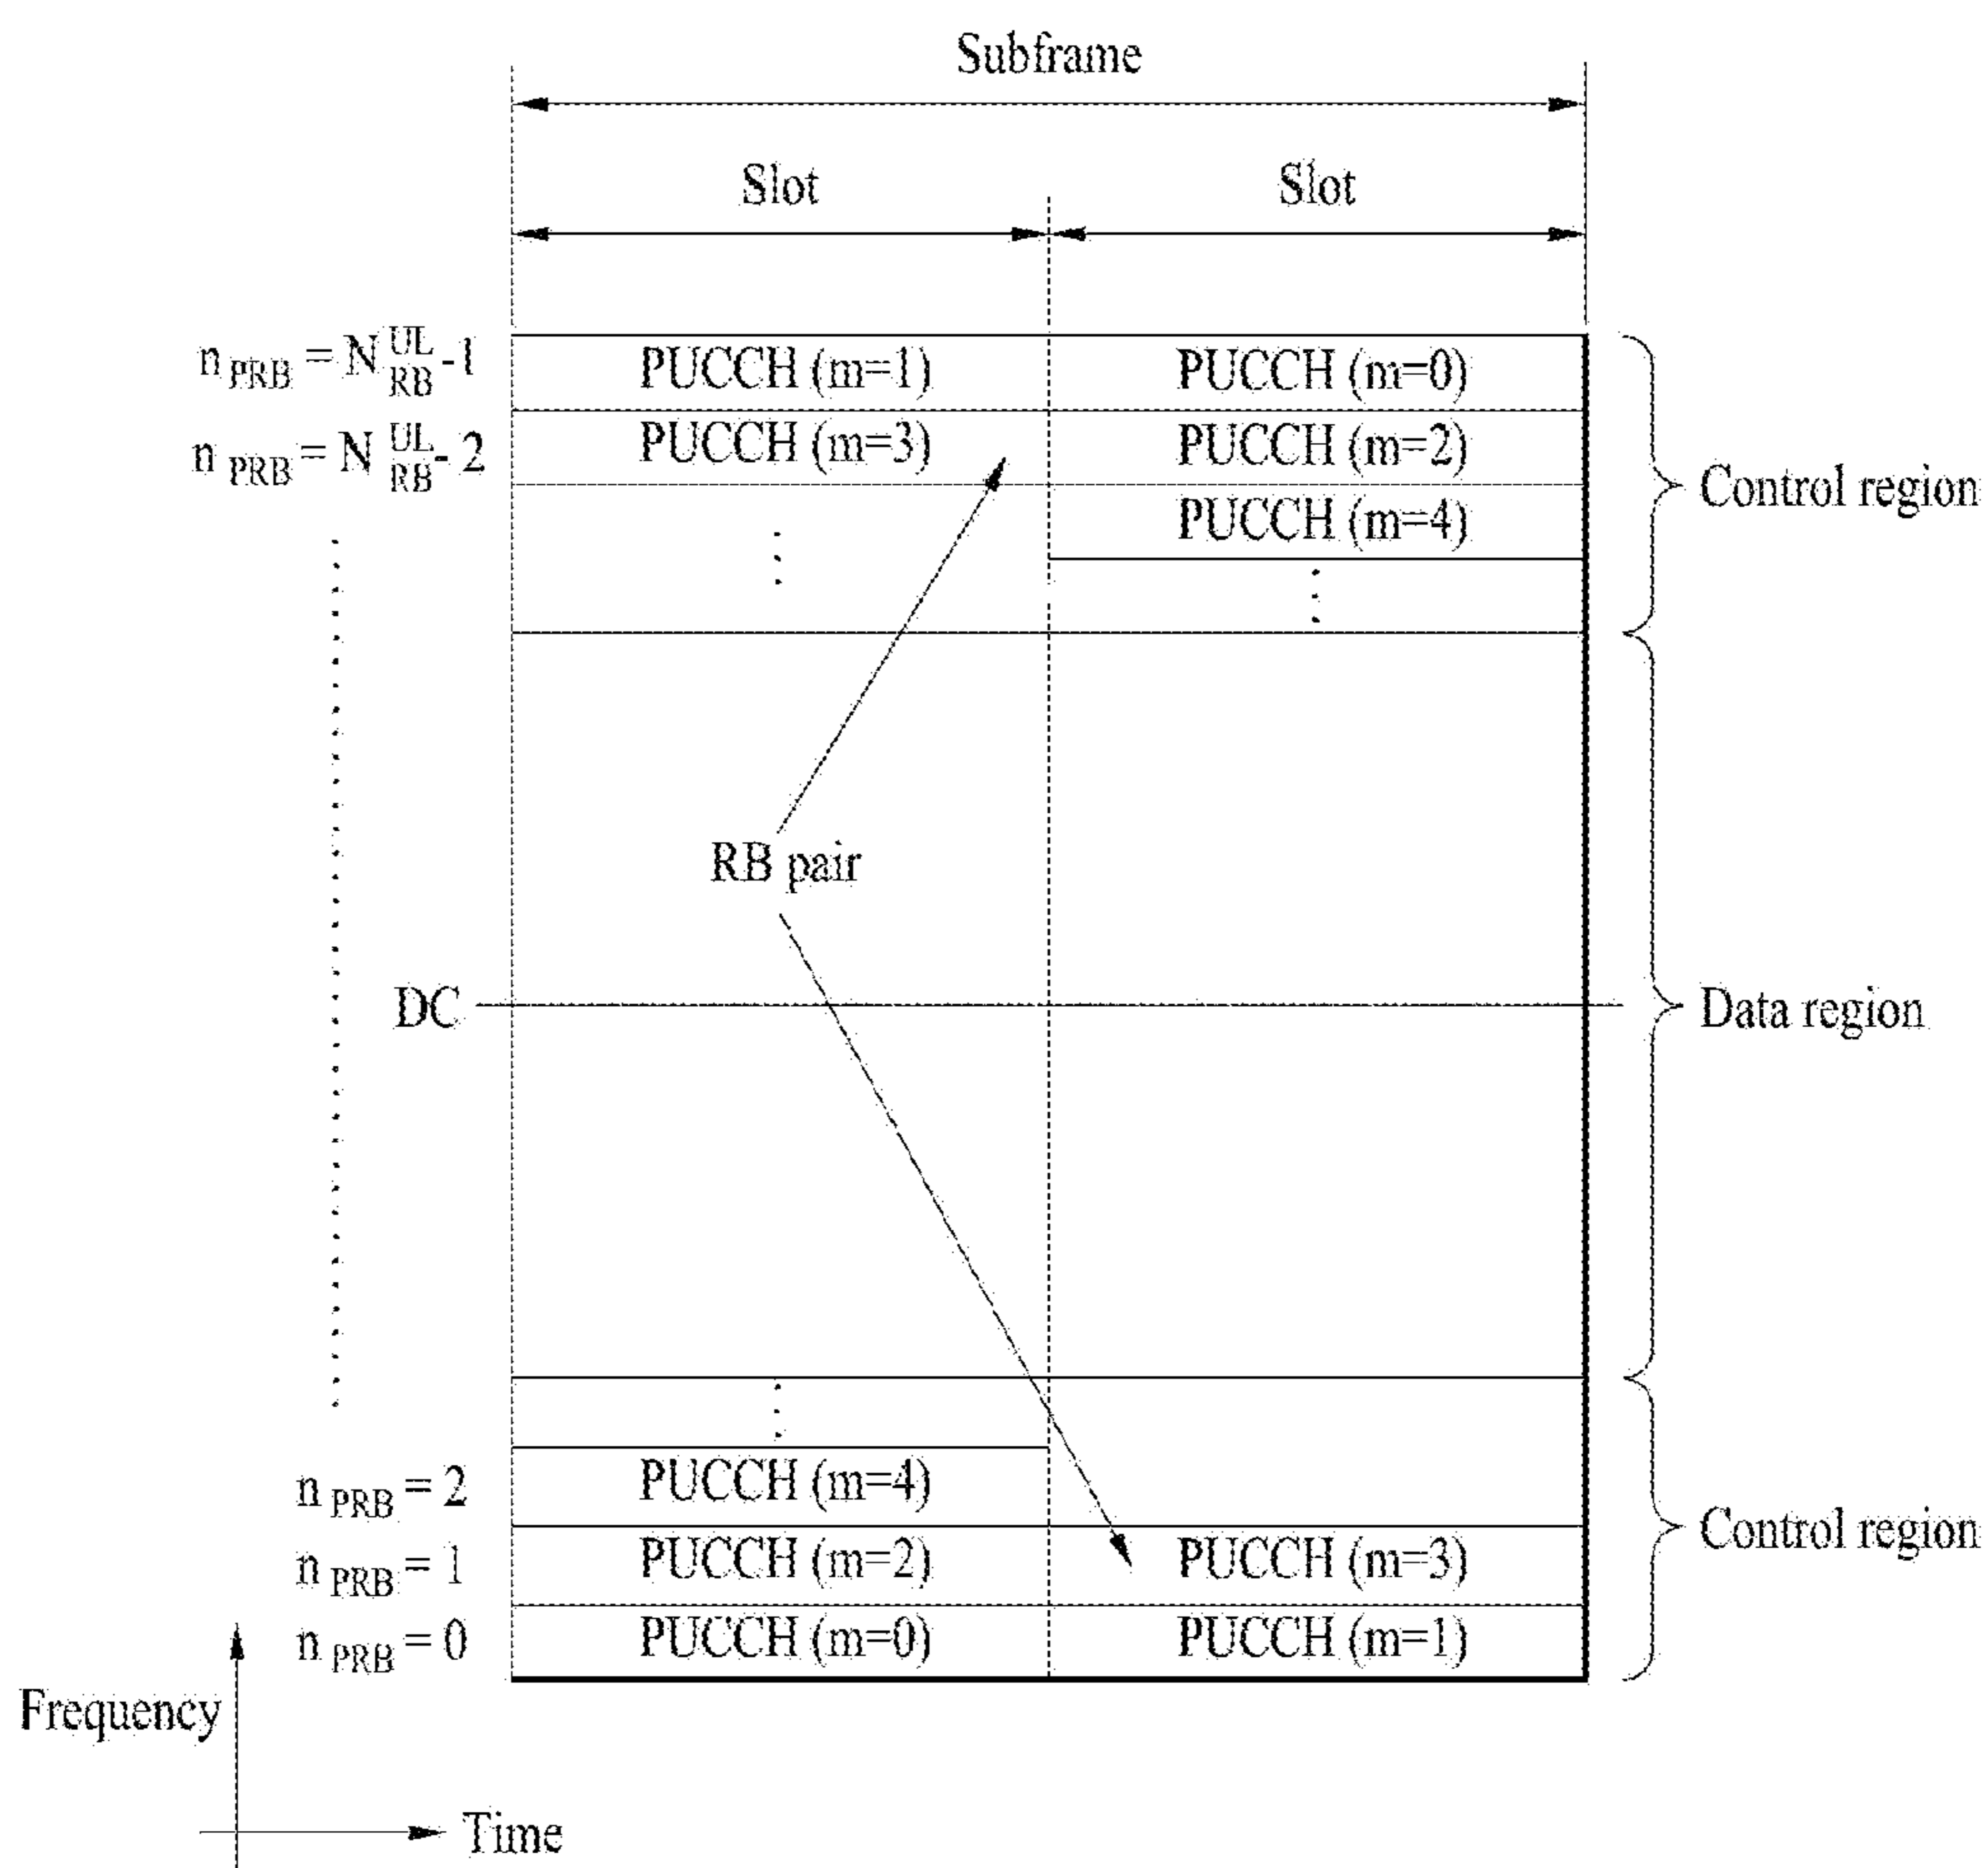 Subframe
Slot Slot
n PRB = N UL RB -1 PUCCH (m=1) PUCCH (m=0)
n PRB = N UL RB - 2 PUCCH (m=3) PUCCH (m=2)
Control region
PUCCH (m=4)
RB pair
DC
Data region
n PRB = 2 PUCCH (m=4)
Control region
n PRB = 1 PUCCH (m=2) PUCCH (m=3)
n PRB = 0 PUCCH (m=0) PUCCH (m=1)
Frequency
Time